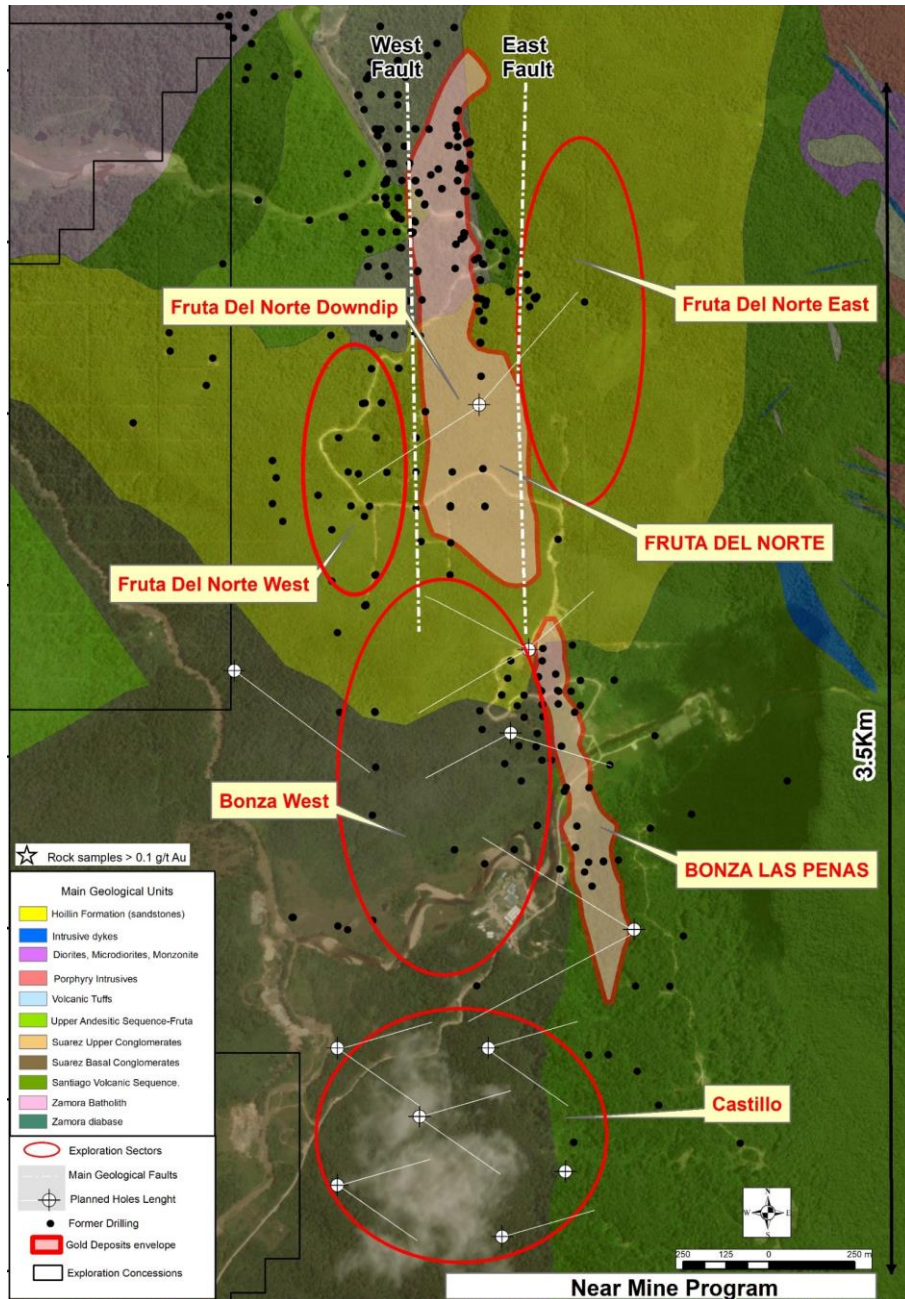 West
Fault
East
Fault
Fruta Del Norte Downdip
Fruta Del Norte East
FRUTA DEL NORTE
Fruta Del Norte West
Bonza West
3.5Km
BONZA LAS PENAS
Castillo
Rock samples > 0.1 g/t Au
Main Geological Units
Hoillin Formation (sandstones)
Intrusive dykes
Diorites, Microdiorites, Monzonite
Porphyry Intrusives
Volcanic Tuffs
Upper Andesitic Sequence-Fruta
Suarez Upper Conglomerates
Suarez Basal Conglomerates
Santiago Volcanic Sequence.
Zamora Batholith
Zamora diabase
Exploration Sectors
Main Geological Faults
Planned Holes Lenght
Former Drilling
Gold Deposits envelope
Exploration Concessions
N
W E
S
250 125 0 250 m
Near Mine Program